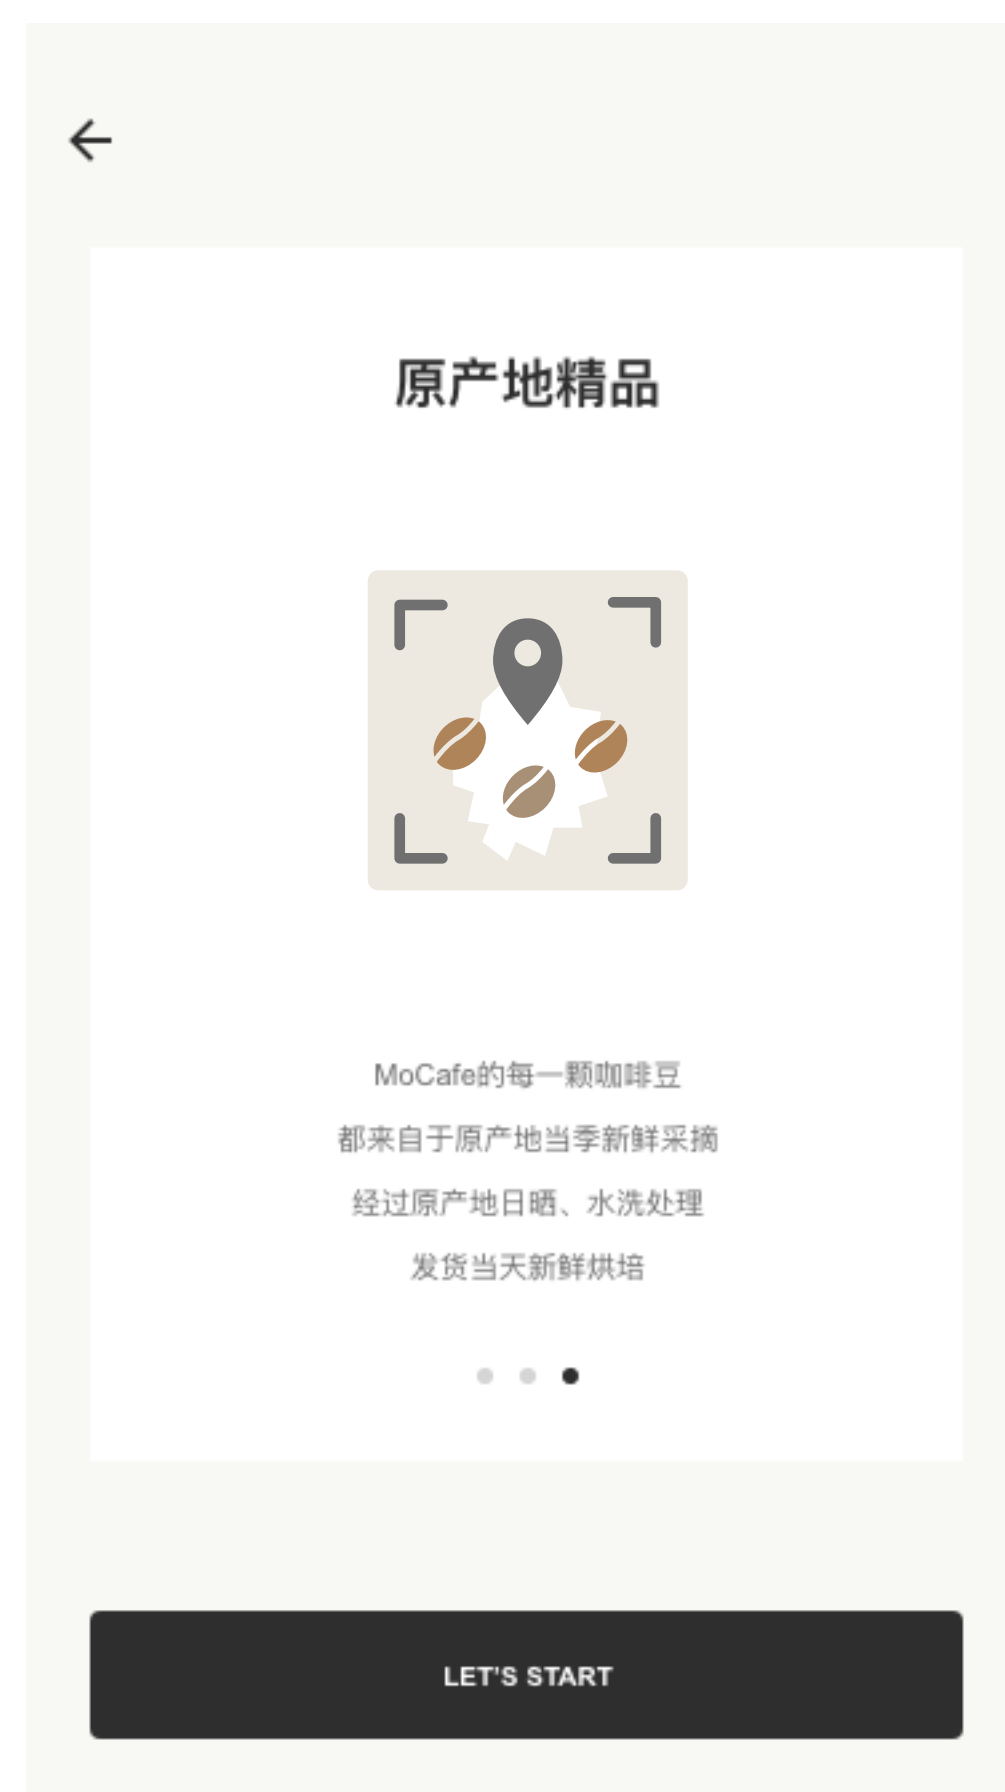 原产地精品
MoCafe的每一颗咖啡豆
都来自于原产地当季新鲜采摘
经过原产地日晒、水洗处理
发货当天新鲜烘培
LET'S START